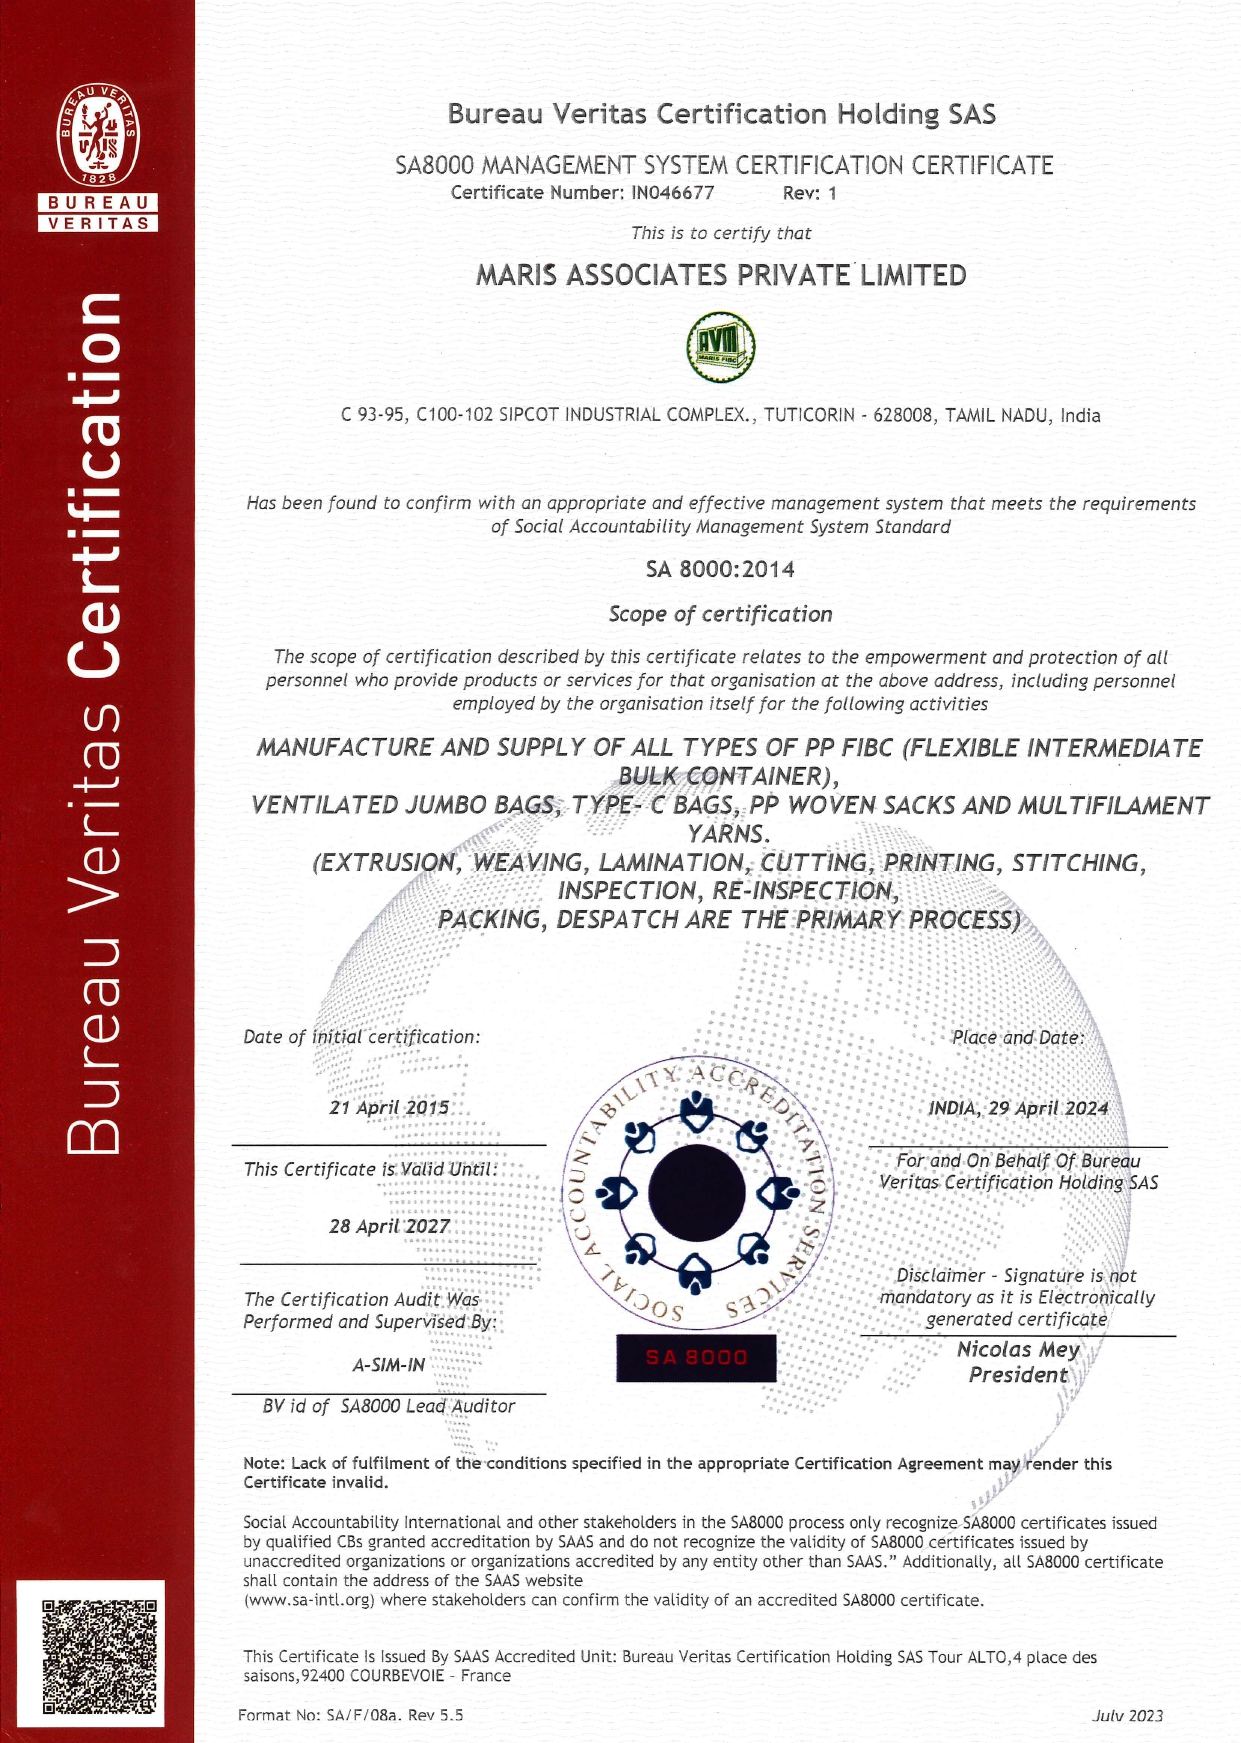 BUREAU VERITAS
1828
BUREAU
VERITAS
Bureau Veritas Certification
Bureau Veritas Certification Holding SAS
SA8000 MANAGEMENT SYSTEM CERTIFICATION CERTIFICATE
Certificate Number: IN046677 Rev: 1
This is to certify that
MARIS ASSOCIATES PRIVATE LIMITED
AVM
MARIS FIBC
C 93-95, C100-102 SIPCOT INDUSTRIAL COMPLEX., TUTICORIN - 628008, TAMIL NADU, India
Has been found to confirm with an appropriate and effective management system that meets the requirements
of Social Accountability Management System Standard
SA 8000:2014
Scope of certification
The scope of certification described by this certificate relates to the empowerment and protection of all
personnel who provide products or services for that organisation at the above address, including personnel
employed by the organisation itself for the following activities
MANUFACTURE AND SUPPLY OF ALL TYPES OF PP FIBC (FLEXIBLE INTERMEDIATE
BULK CONTAINER),
VENTILATED JUMBO BAGS, TYPE- C BAGS, PP WOVEN SACKS AND MULTIFILAMENT
YARNS.
(EXTRUSION, WEAVING, LAMINATION, CUTTING, PRINTING, STITCHING,
INSPECTION, RE-INSPECTION,
PACKING, DESPATCH ARE THE PRIMARY PROCESS)
Date of initial certification:
21 April 2015
This Certificate is Valid Until:
28 April 2027
The Certification Audit Was
Performed and Supervised By:
A-SIM-IN
BV id of SA8000 Lead Auditor
SOCIAL ACCOUNTABILITY ACCREDITATION SERVICES
SA 8000
Place and Date:
INDIA, 29 April 2024
For and On Behalf Of Bureau
Veritas Certification Holding SAS
Disclaimer - Signature is not
mandatory as it is Electronically
generated certificate
Nicolas Mey
President
Note: Lack of fulfilment of the conditions specified in the appropriate Certification Agreement may render this
Certificate invalid.
Social Accountability International and other stakeholders in the SA8000 process only recognize SA8000 certificates issued
by qualified CBs granted accreditation by SAAS and do not recognize the validity of SA8000 certificates issued by
unaccredited organizations or organizations accredited by any entity other than SAAS.” Additionally, all SA8000 certificate
shall contain the address of the SAAS website
(www.sa-intl.org) where stakeholders can confirm the validity of an accredited SA8000 certificate.
This Certificate Is Issued By SAAS Accredited Unit: Bureau Veritas Certification Holding SAS Tour ALTO,4 place des
saisons,92400 COURBEVOIE - France
Format No: SA/F/08a. Rev 5.5
July 2023